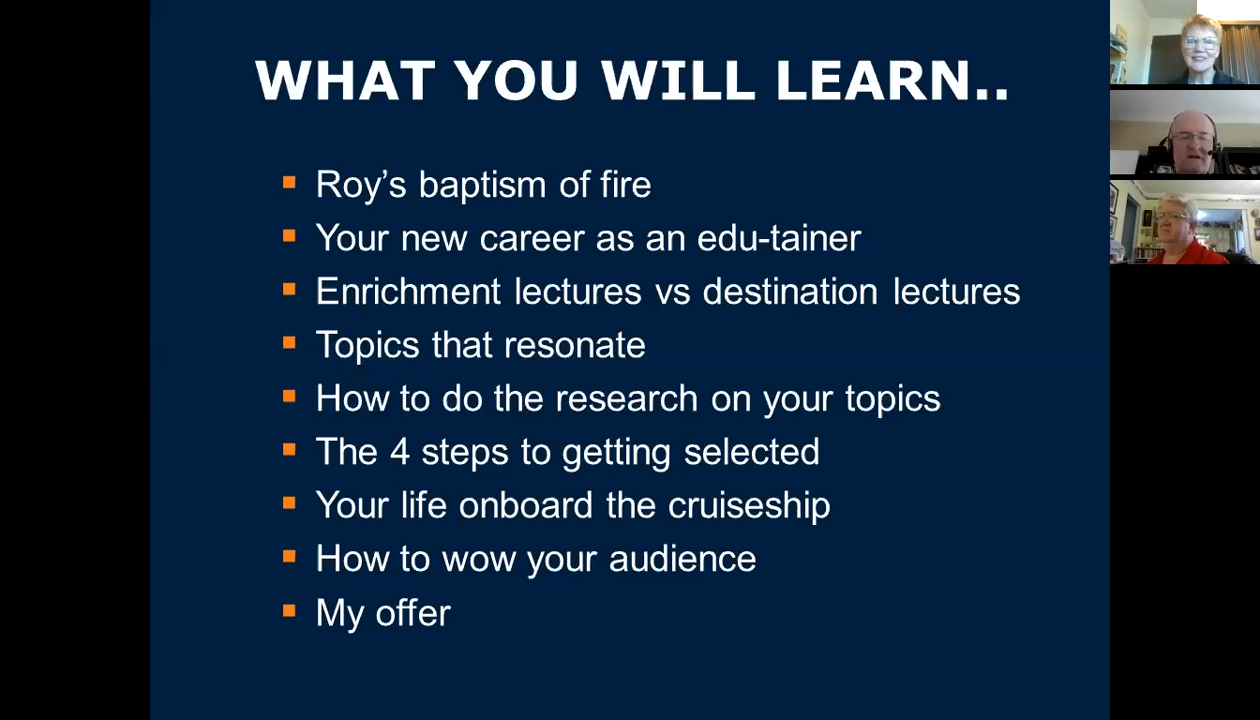 WHAT YOU WILL LEARN..
Roy’s baptism of fire
Your new career as an edu-tainer
Enrichment lectures vs destination lectures
Topics that resonate
How to do the research on your topics
The 4 steps to getting selected
Your life onboard the cruiseship
How to wow your audience
My offer